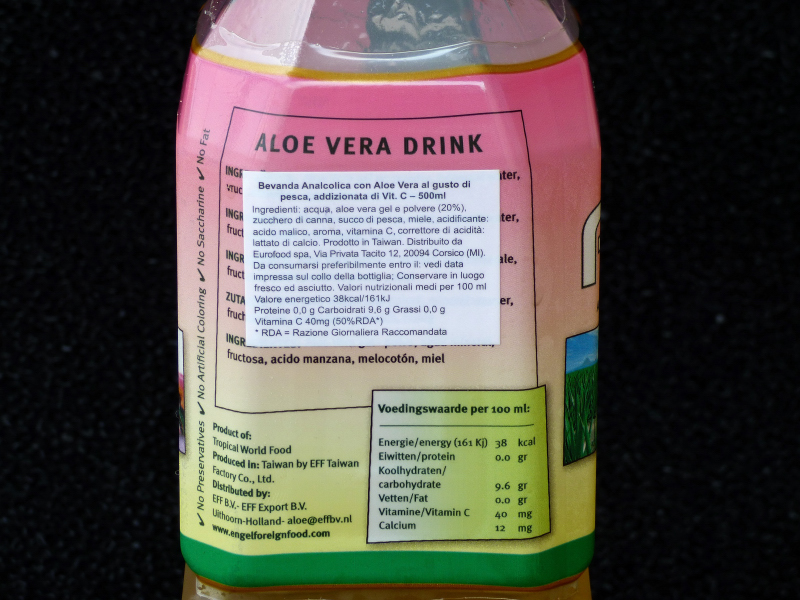 ALOE VERA DRINK
Bevanda Analcolica con Aloe Vera al gusto di
pesca, addizionata di Vit. C – 500ml
Ingredienti: acqua, aloe vera gel e polvere (20%),
zucchero di canna, succo di pesca, miele, acidificante:
acido malico, aroma, vitamina C, correttore di acidità:
lattato di calcio. Prodotto in Taiwan. Distribuito da
Eurofood spa, Via Privata Tacito 12, 20094 Corsico (MI).
Da consumarsi preferibilmente entro il: vedi data
impressa sul collo della bottiglia; Conservare in luogo
fresco ed asciutto. Valori nutrizionali medi per 100 ml
Valore energetico 38kcal/161kJ
Proteine 0,0 g Carboidrati 9,6 g Grassi 0,0 g
Vitamina C 40mg (50%RDA*)
* RDA = Razione Giornaliera Raccomandata
fructosa, acido manzana, melocotón, miel
✓ No Preservatives ✓ No Artificial Coloring ✓ No Saccharine ✓ No Fat
Product of:
Tropical World Food
Produced in: Taiwan by EFF Taiwan
Factory Co., Ltd.
Distributed by:
EFF B.V.- EFF Export B.V.
Uithoorn-Holland- aloe@effbv.nl
www.engelforeignfood.com
Voedingswaarde per 100 ml:
Energie/energy (161 Kj) 38 kcal
Eiwitten/protein 0.0 gr
Koolhydraten/
carbohydrate 9.6 gr
Vetten/Fat 0.0 gr
Vitamine/Vitamin C 40 mg
Calcium 12 mg